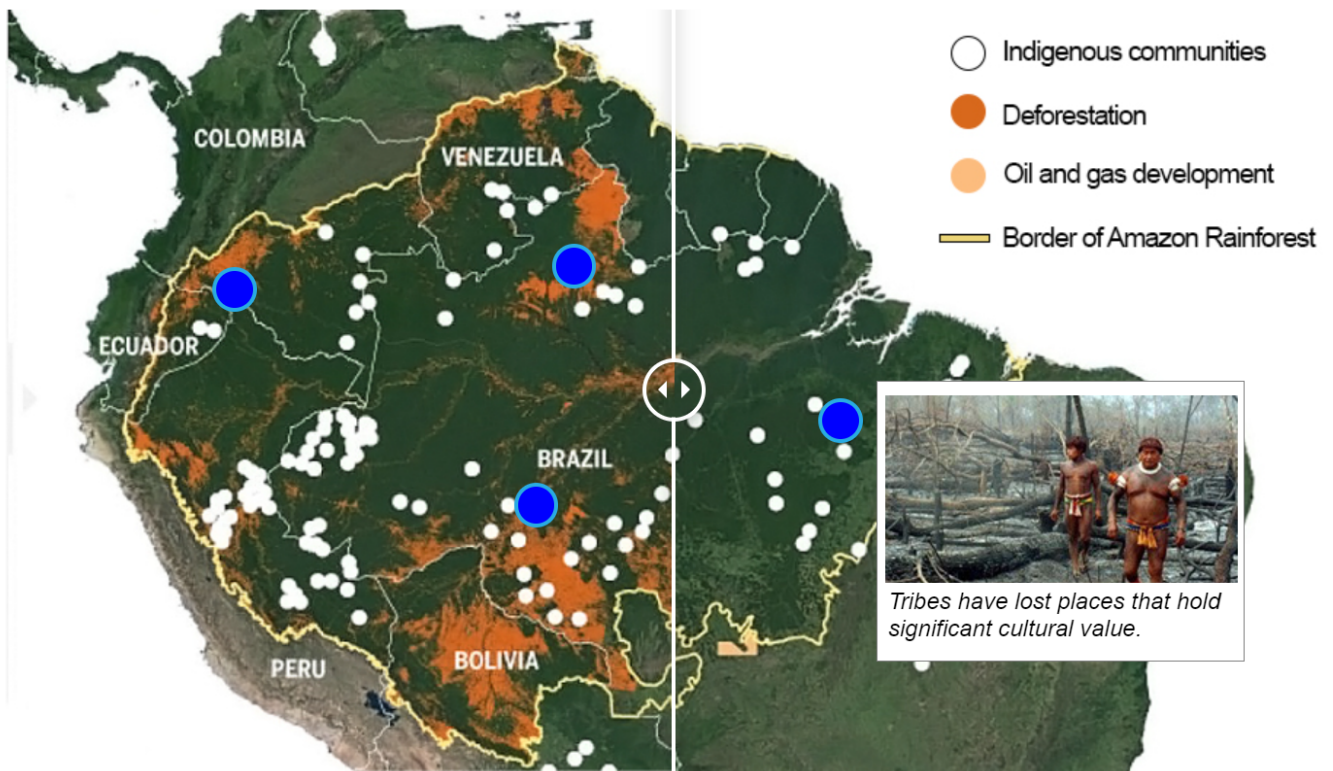 COLOMBIA
VENEZUELA
ECUADOR
BRAZIL
PERU
BOLIVIA
Indigenous communities
Deforestation
Oil and gas development
Border of Amazon Rainforest
Tribes have lost places that hold
significant cultural value.